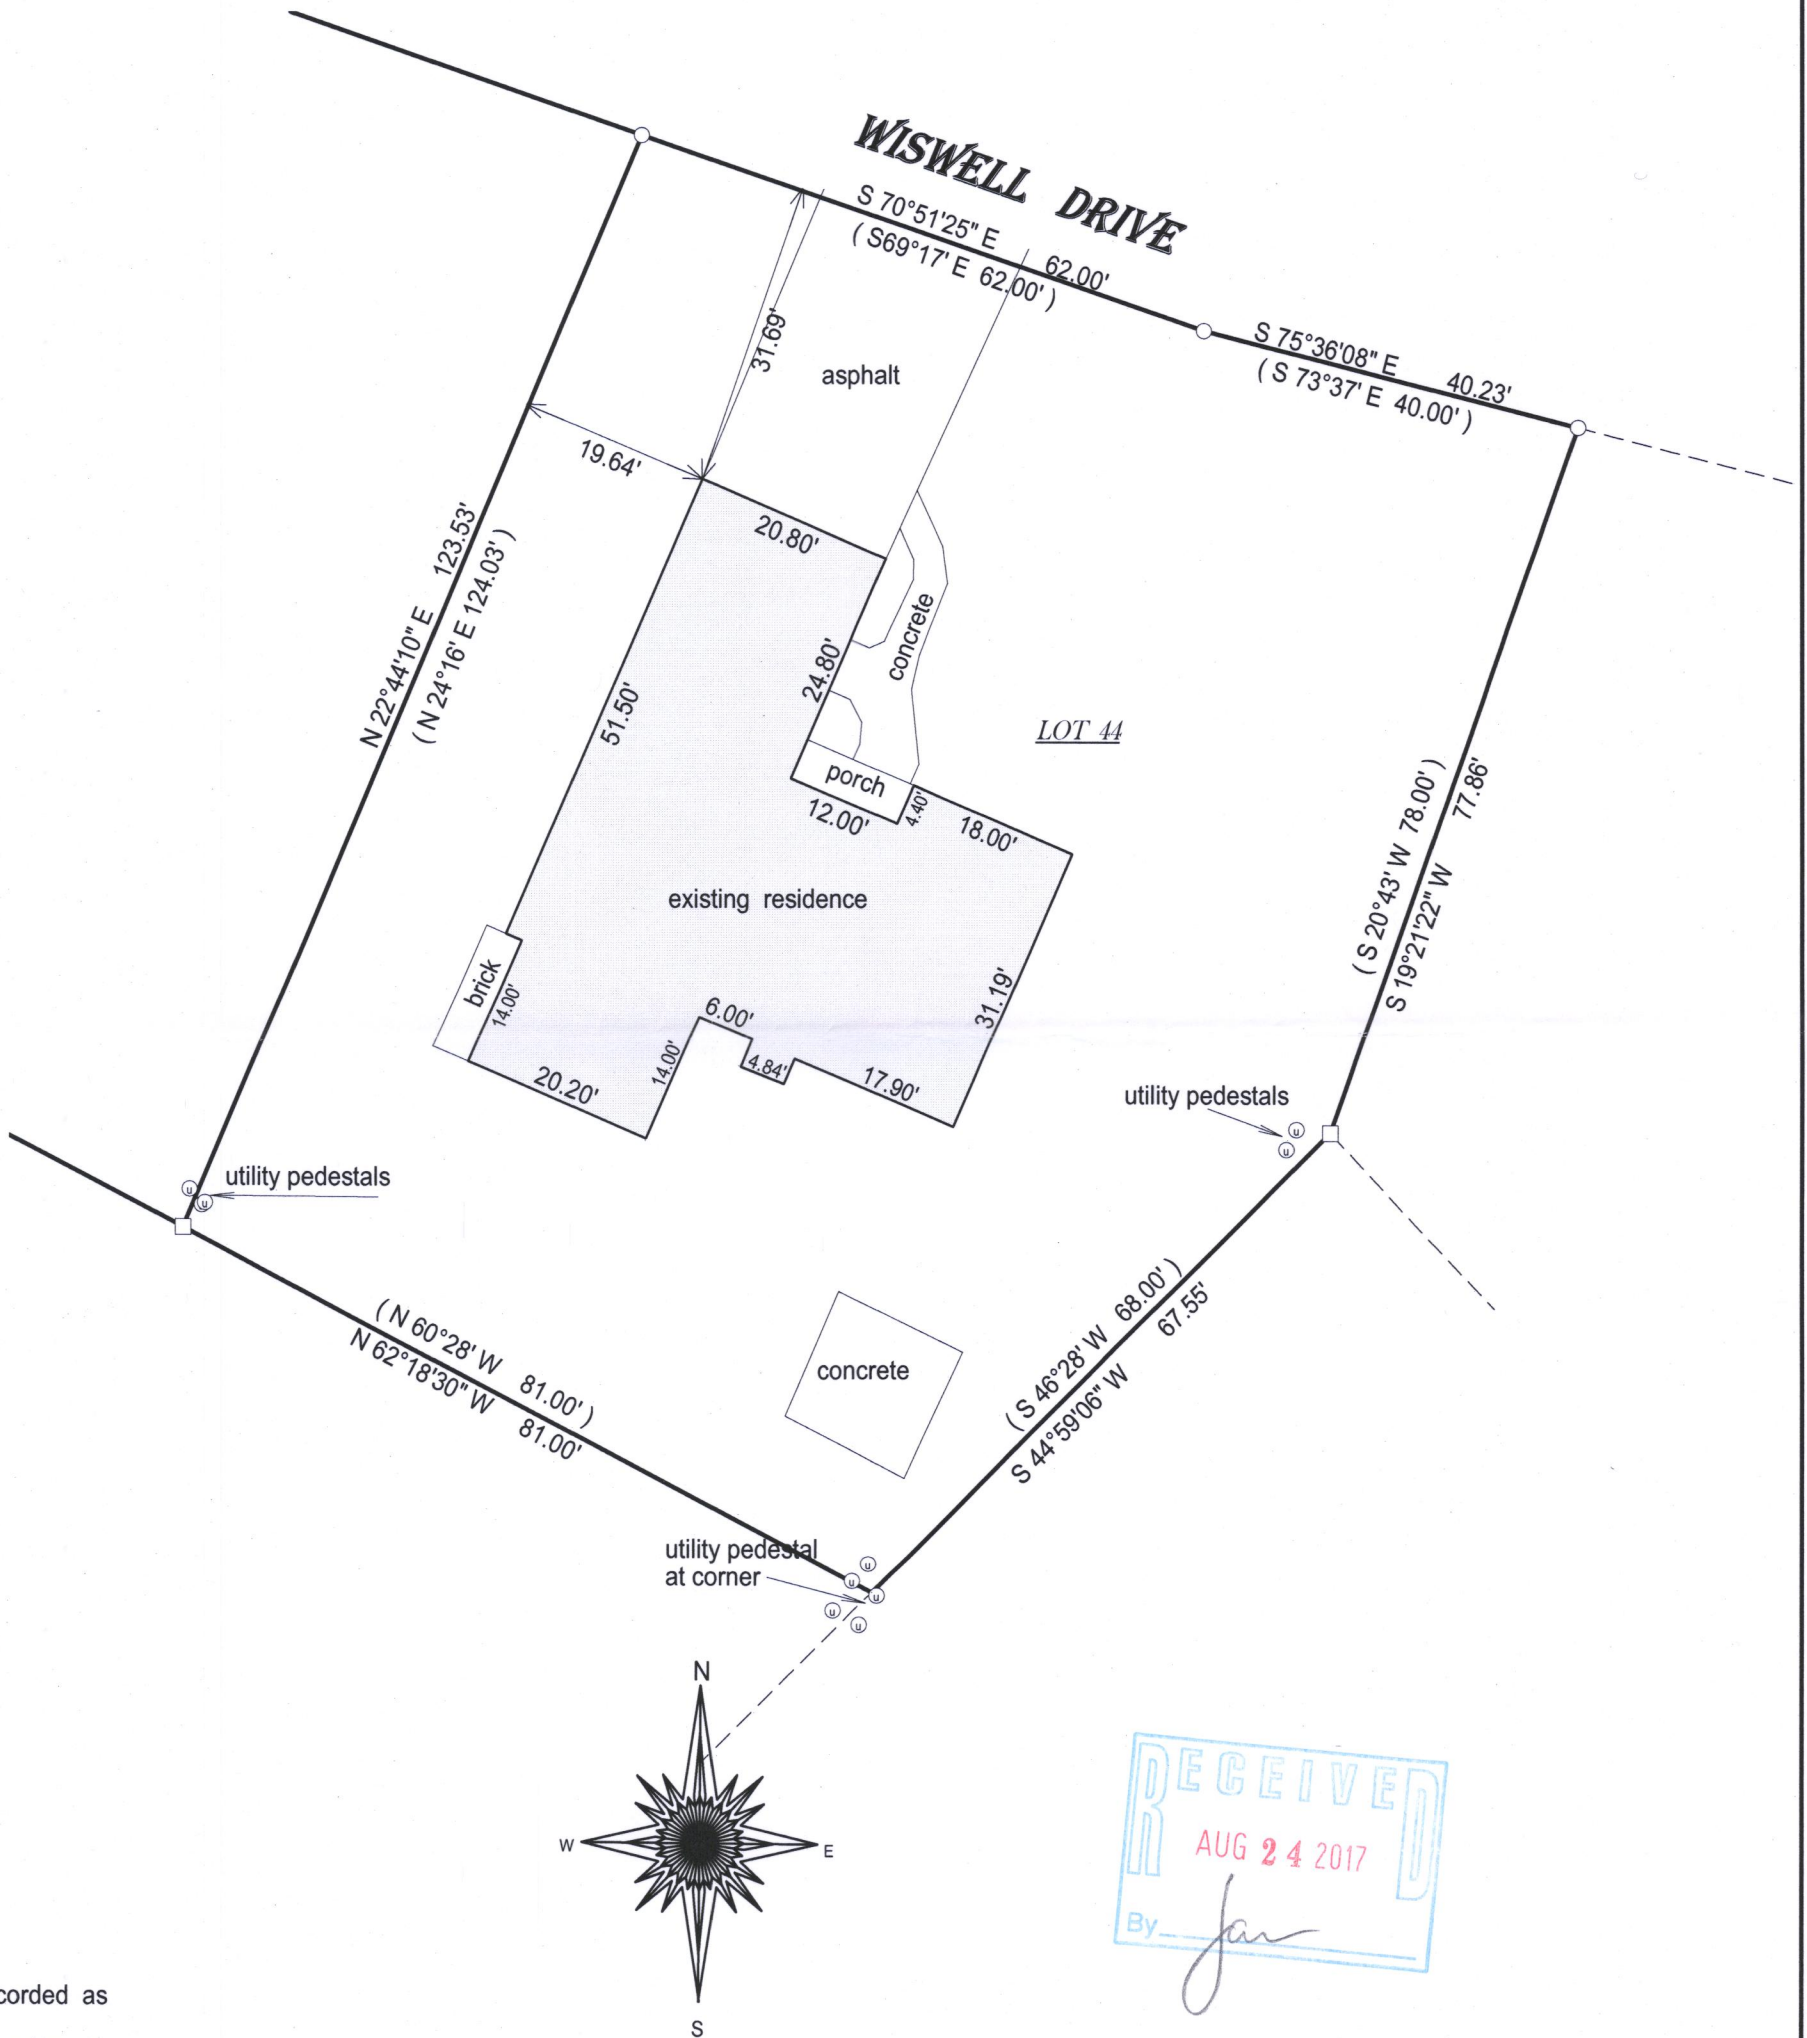 WISWELL DRIVE
S 70°51'25" E 62.00'
( S69°17' E 62.00' )
S 75°36'08" E 40.23'
( S 73°37' E 40.00' )
31.69'
asphalt
19.64'
20.80'
N 22°44'10" E 123.53'
( N 24°16' E 124.03' )
51.50'
24.80'
concrete
LOT 44
porch
12.00'
4.40'
18.00'
( S 20°43' W 78.00' )
S 19°21'22" W 77.86'
existing residence
brick
14.00'
31.19'
6.00'
14.00'
4.84'
17.90'
20.20'
utility pedestals
u
u
utility pedestals
u
u
( N 60°28' W 81.00' )
N 62°18'30" W 81.00'
concrete
( S 46°28' W 68.00' )
S 44°59'06" W 67.55'
utility pedestal
at corner
u
u
u
u
u
N
W
E
S
RECEIVED
AUG 24 2017
By Jan
corded as